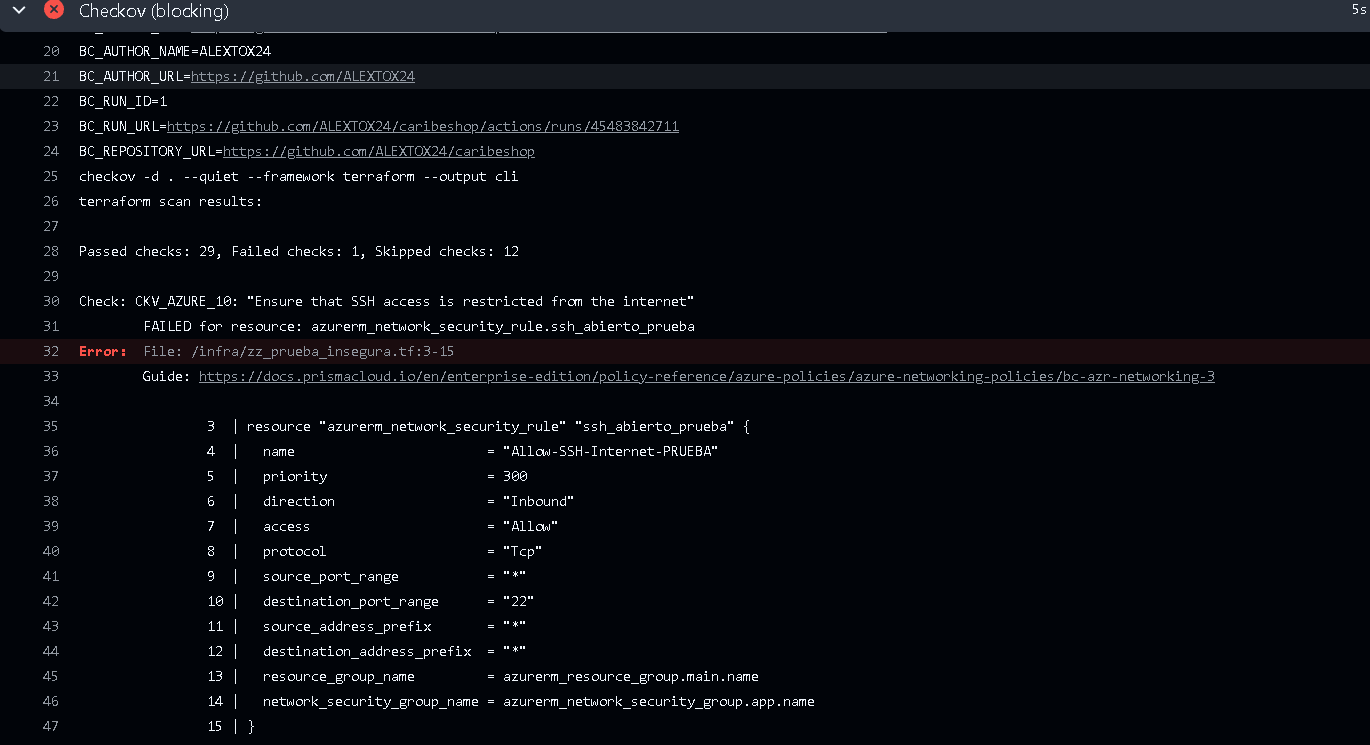 Checkov (blocking)
5s
20 BC_AUTHOR_NAME=ALEXTOX24
21 BC_AUTHOR_URL=https://github.com/ALEXTOX24
22 BC_RUN_ID=1
23 BC_RUN_URL=https://github.com/ALEXTOX24/caribeshop/actions/runs/45483842711
24 BC_REPOSITORY_URL=https://github.com/ALEXTOX24/caribeshop
25 checkov -d . --quiet --framework terraform --output cli
26 terraform scan results:
27
28 Passed checks: 29, Failed checks: 1, Skipped checks: 12
29
30 Check: CKV_AZURE_10: "Ensure that SSH access is restricted from the internet"
31 FAILED for resource: azurerm_network_security_rule.ssh_abierto_prueba
32 Error: File: /infra/zz_prueba_insegura.tf:3-15
33 Guide: https://docs.prismacloud.io/en/enterprise-edition/policy-reference/azure-policies/azure-networking-policies/bc-azr-networking-3
34
35 3 | resource "azurerm_network_security_rule" "ssh_abierto_prueba" {
36 4 | name = "Allow-SSH-Internet-PRUEBA"
37 5 | priority = 300
38 6 | direction = "Inbound"
39 7 | access = "Allow"
40 8 | protocol = "Tcp"
41 9 | source_port_range = "*"
42 10 | destination_port_range = "22"
43 11 | source_address_prefix = "*"
44 12 | destination_address_prefix = "*"
45 13 | resource_group_name = azurerm_resource_group.main.name
46 14 | network_security_group_name = azurerm_network_security_group.app.name
47 15 | }